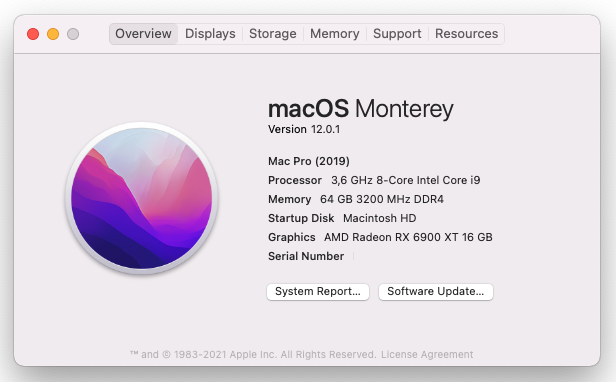 Overview Displays Storage Memory Support Resources
macOS Monterey
Version 12.0.1
Mac Pro (2019)
Processor 3,6 GHz 8-Core Intel Core i9
Memory 64 GB 3200 MHz DDR4
Startup Disk Macintosh HD
Graphics AMD Radeon RX 6900 XT 16 GB
Serial Number
System Report... Software Update...
™ and © 1983-2021 Apple Inc. All Rights Reserved. License Agreement